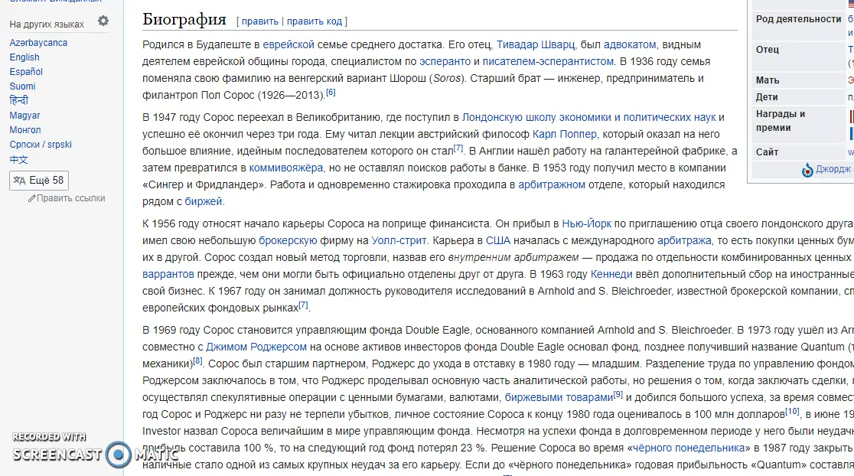 элементы Викиданных
На других языках
Azərbaycanca
English
Español
Suomi
हिन्दी
Magyar
Монгол
Српски / srpski
中文
Ещё 58
Править ссылки
Биография [ править | править код ]
Родился в Будапеште в еврейской семье среднего достатка. Его отец, Тивадар Шварц, был адвокатом, видным
деятелем еврейской общины города, специалистом по эсперанто и писателем-эсперантистом. В 1936 году семья
поменяла свою фамилию на венгерский вариант Шорош (Soros). Старший брат — инженер, предприниматель и
филантроп Пол Сорос (1926—2013).[6]
В 1947 году Сорос переехал в Великобританию, где поступил в Лондонскую школу экономики и политических наук и
успешно её окончил через три года. Ему читал лекции австрийский философ Карл Поппер, который оказал на него
большое влияние, идейным последователем которого он стал[7]. В Англии нашёл работу на галантерейной фабрике, а
затем превратился в коммивояжёра, но не оставлял поисков работы в банке. В 1953 году получил место в компании
«Сингер и Фридландер». Работа и одновременно стажировка проходила в арбитражном отделе, который находился
рядом с биржей.
К 1956 году относят начало карьеры Сороса на поприще финансиста. Он прибыл в Нью-Йорк по приглашению отца своего лондонского друга
имел свою небольшую брокерскую фирму на Уолл-стрит. Карьера в США началась с международного арбитража, то есть покупки ценных бум
их в другой. Сорос создал новый метод торговли, назвав его внутренним арбитражем — продажа по отдельности комбинированных ценных
варрантов прежде, чем они могли быть официально отделены друг от друга. В 1963 году Кеннеди ввёл дополнительный сбор на иностранные
свой бизнес. К 1967 году он занимал должность руководителя исследований в Arnhold and S. Bleichroeder, известной брокерской компании, сп
европейских фондовых рынках[7].
В 1969 году Сорос становится управляющим фонда Double Eagle, основанного компанией Arnhold and S. Bleichroeder. В 1973 году ушёл из Arn
совместно с Джимом Роджерсом на основе активов инвесторов фонда Double Eagle основал фонд, позднее получивший название Quantum (т
механики)[8]. Сорос был старшим партнером, Роджерс до ухода в отставку в 1980 году — младшим. Разделение труда по управлению фондом
Роджерсом заключалось в том, что Роджерс проделывал основную часть аналитической работы, но решения о том, когда заключать сделки, п
осуществлял спекулятивные операции с ценными бумагами, валютами, биржевыми товарами[9] и добился большого успеха, за время совмест
год Сорос и Роджерс ни разу не терпели убытков, личное состояние Сороса к концу 1980 года оценивалось в 100 млн долларов[10], в июне 19
Investor назвал Сороса величайшим в мире управляющим фонда. Несмотря на успехи фонда в долговременном периоде у него были неудачн
прибыль составила 100 %, то на следующий год фонд потерял 23 %. Решение Сороса во время «чёрного понедельника» в 1987 году закрыть
наличные стало одной из самых крупных неудач за его карьеру. Если до «чёрного понедельника» годовая прибыльность «Quantum» составл
Род деятельности
Отец
Мать
Дети
Награды и
премии
Сайт
Джордж
RECORDED WITH
SCREENCAST MATIC